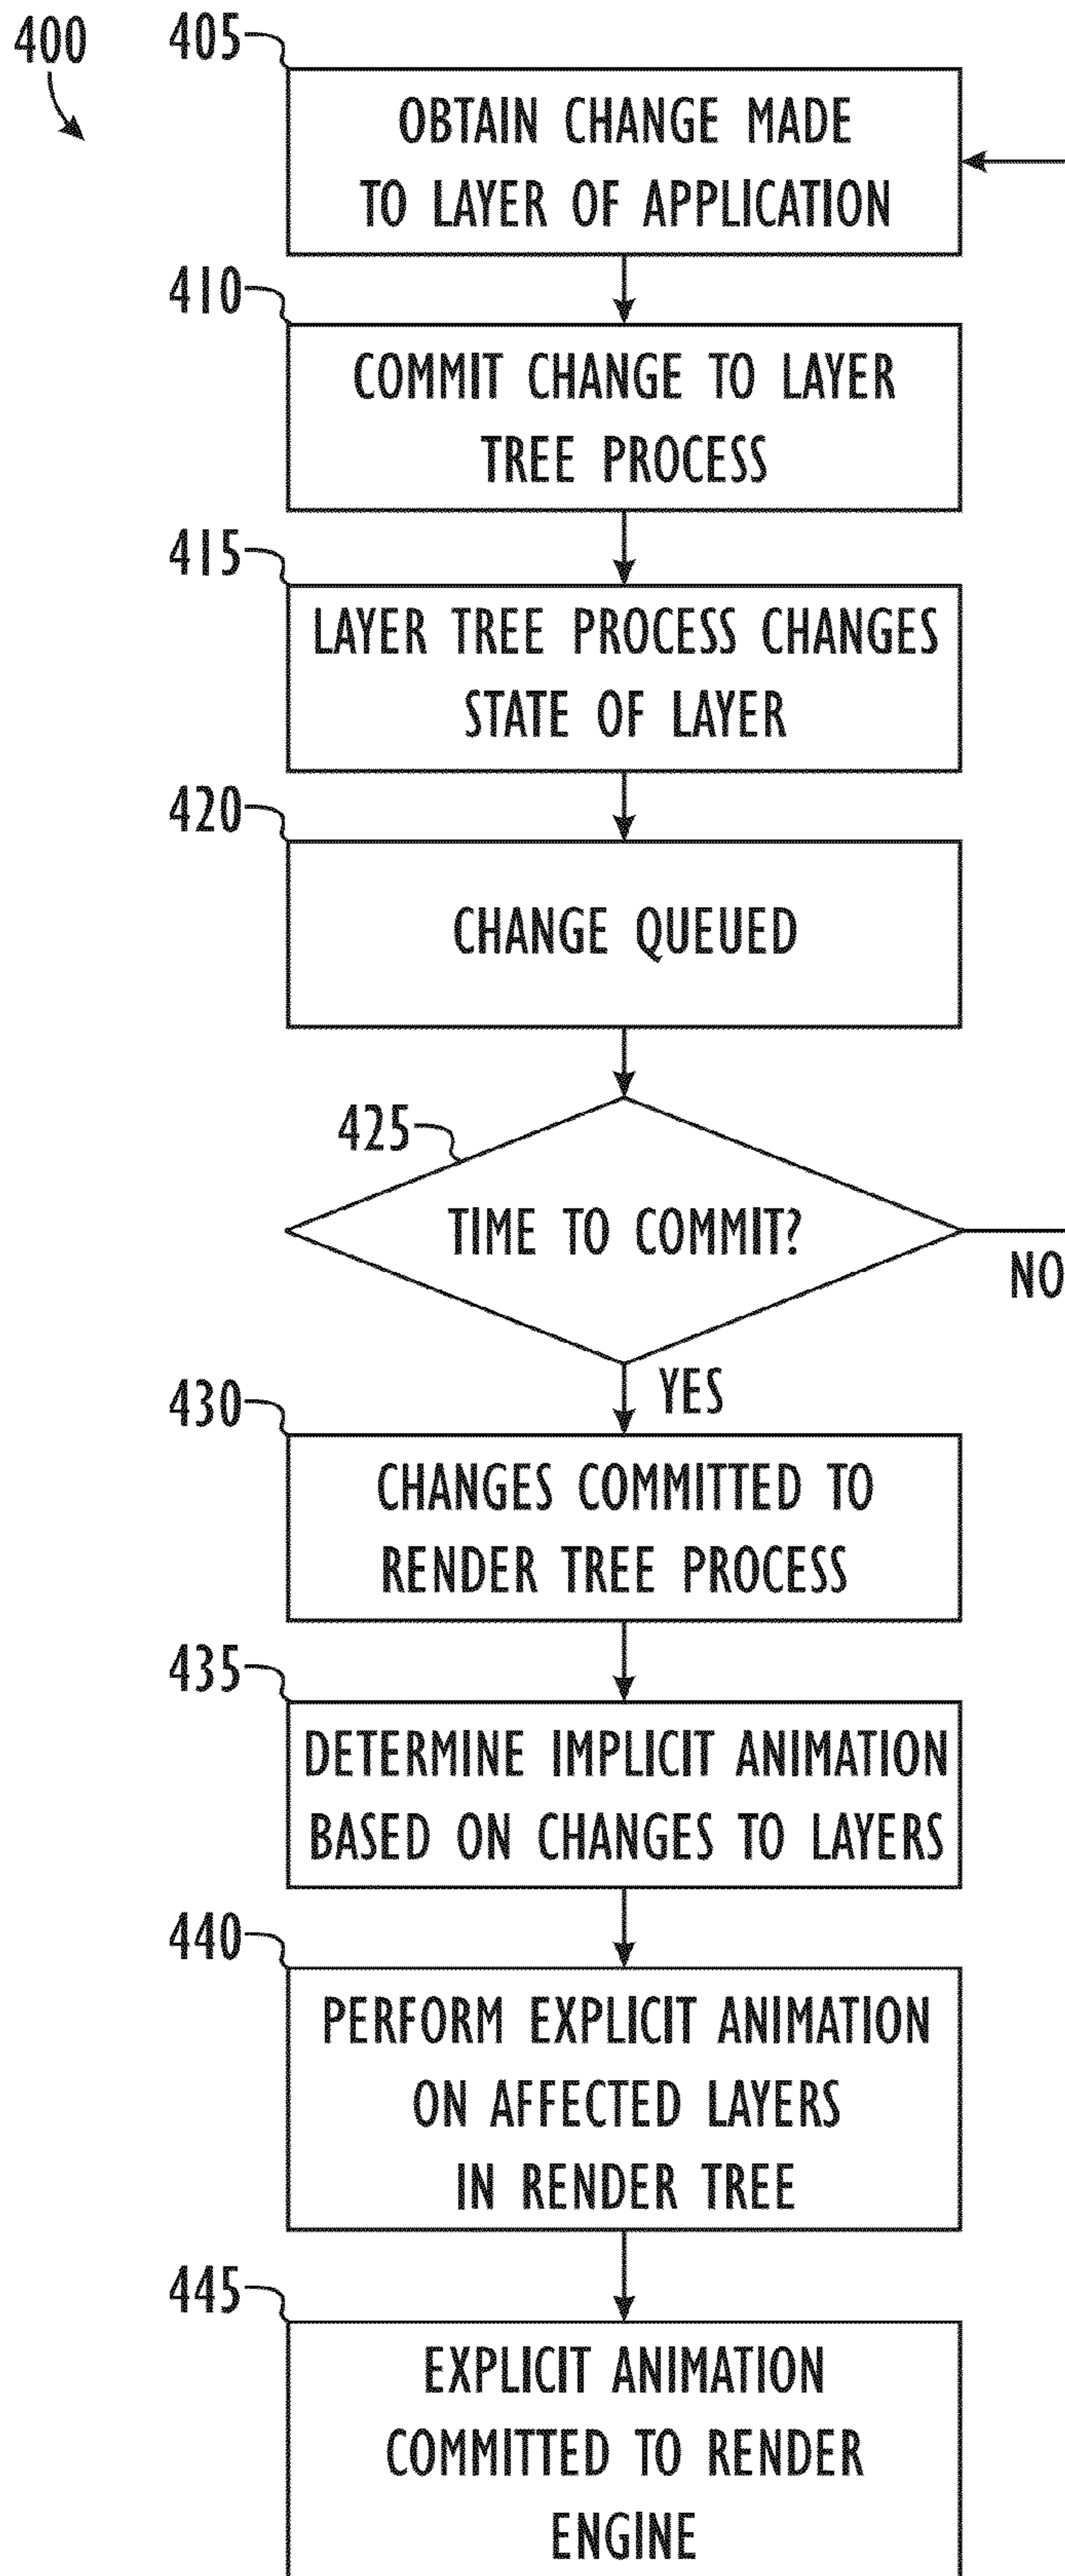 400
405
OBTAIN CHANGE MADE
TO LAYER OF APPLICATION
410
COMMIT CHANGE TO LAYER
TREE PROCESS
415
LAYER TREE PROCESS CHANGES
STATE OF LAYER
420
CHANGE QUEUED
425
TIME TO COMMIT?
NO
YES
430
CHANGES COMMITTED TO
RENDER TREE PROCESS
435
DETERMINE IMPLICIT ANIMATION
BASED ON CHANGES TO LAYERS
440
PERFORM EXPLICIT ANIMATION
ON AFFECTED LAYERS
IN RENDER TREE
445
EXPLICIT ANIMATION
COMMITTED TO RENDER
ENGINE